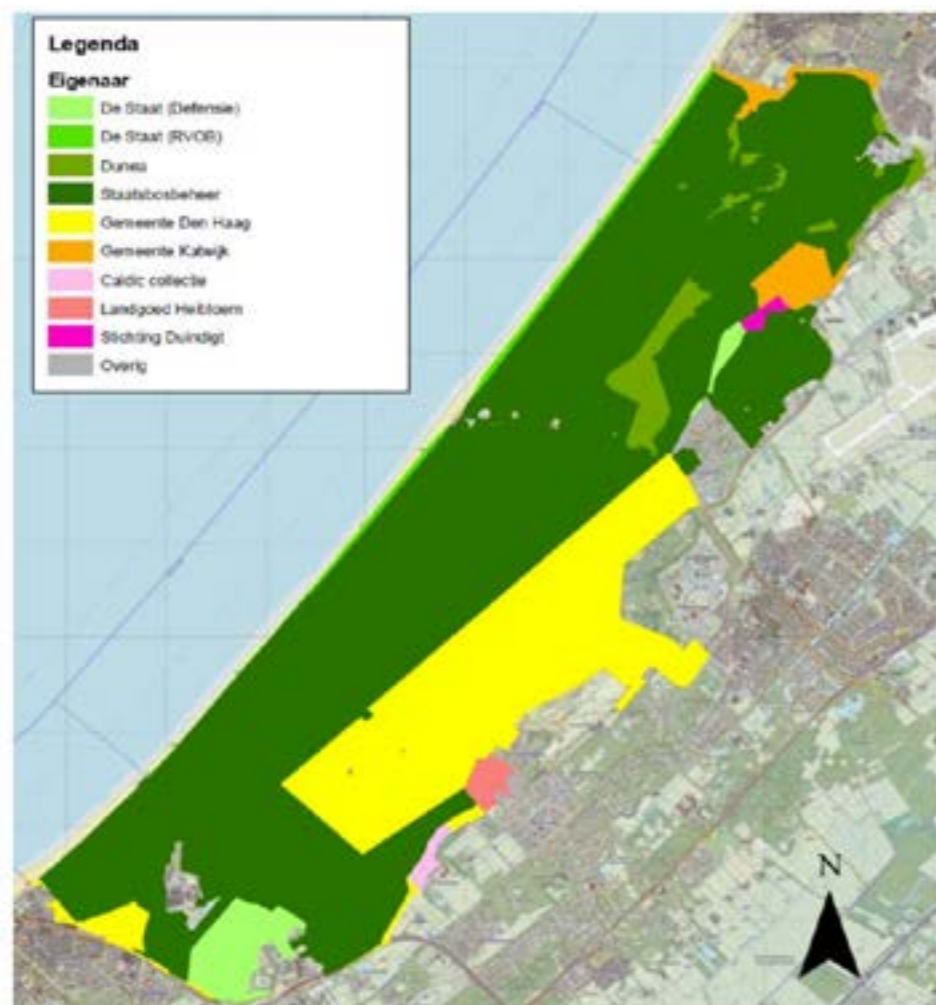 Legenda
Eigenaar
De Staat (Defensie)
De Staat (RVOB)
Dunea
Staatsbosbeheer
Gemeente Den Haag
Gemeente Katwijk
Caldic collectie
Landgoed Helbloem
Stichting Duindigt
Overig
N